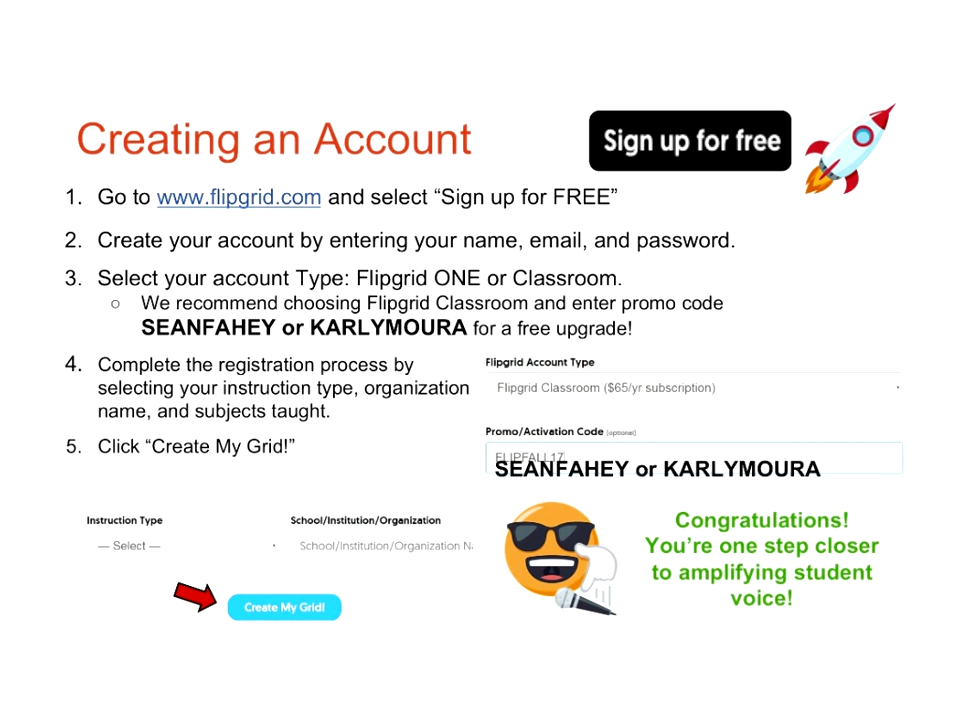 Creating an Account
Sign up for free
1. Go to www.flipgrid.com and select “Sign up for FREE”
2. Create your account by entering your name, email, and password.
3. Select your account Type: Flipgrid ONE or Classroom.
○ We recommend choosing Flipgrid Classroom and enter promo code
SEANFAHEY or KARLYMOURA for a free upgrade!
4. Complete the registration process by
selecting your instruction type, organization
name, and subjects taught.
5. Click “Create My Grid!”
Flipgrid Account Type
Flipgrid Classroom ($65/yr subscription)
Promo/Activation Code (optional)
FLIPFALL17
SEANFAHEY or KARLYMOURA
Instruction Type
— Select —
School/Institution/Organization
School/Institution/Organization Na
Create My Grid!
Congratulations!
You’re one step closer
to amplifying student
voice!